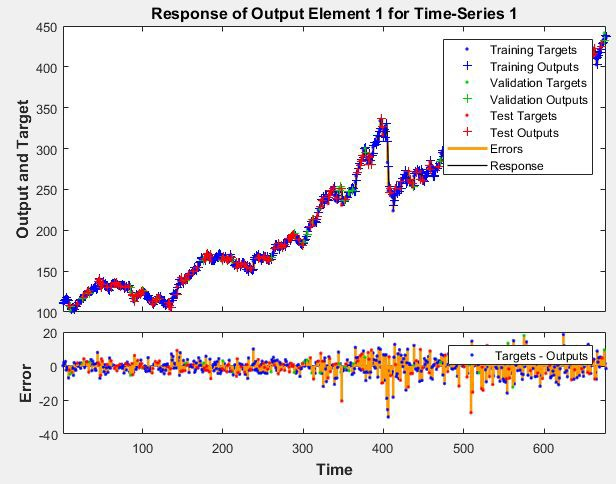 Response of Output Element 1 for Time-Series 1
Output and Target
450
400
350
300
250
200
150
100
Training Targets
Training Outputs
Validation Targets
Validation Outputs
Test Targets
Test Outputs
Errors
Response
Error
20
0
-20
-40
Targets - Outputs
100
200
300
400
500
600
Time